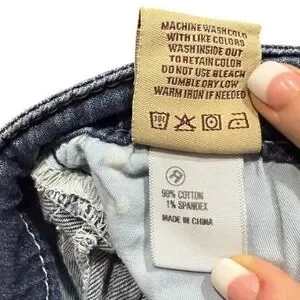 MACHINE WASH COLD
WITH LIKE COLORS
WASH INSIDE OUT
TO RETAIN COLOR
DO NOT USE BLEACH
TUMBLE DRY LOW
WARM IRON IF NEEDED
30
99% COTTON
1% SPANDEX
MADE IN CHINA